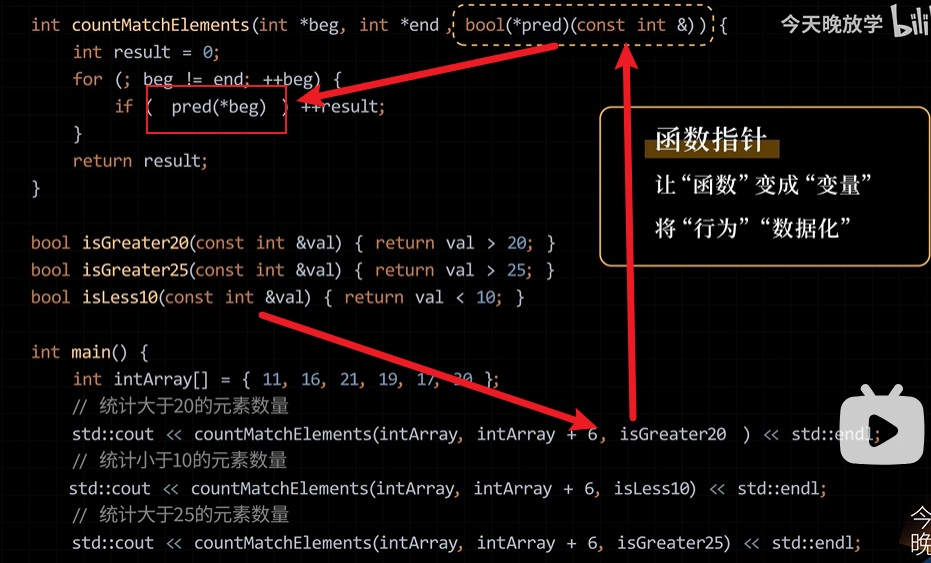 int countMatchElements(int *beg, int *end , bool(*pred)(const int &) ) {
今天晚放学 bili
int result = 0;
for (; beg != end; ++beg) {
if ( pred(*beg) ) ++result;
}
return result;
}
函数指针
让“函数”变成“变量”
将“行为”“数据化”
bool isGreater20(const int &val) { return val > 20; }
bool isGreater25(const int &val) { return val > 25; }
bool isLess10(const int &val) { return val < 10; }
int main() {
int intArray[] = { 11, 16, 21, 19, 17, 30 };
// 统计大于20的元素数量
std::cout << countMatchElements(intArray, intArray + 6, isGreater20 ) << std::endl;
// 统计小于10的元素数量
std::cout << countMatchElements(intArray, intArray + 6, isLess10) << std::endl;
// 统计大于25的元素数量
std::cout << countMatchElements(intArray, intArray + 6, isGreater25) << std::endl;
今
晚